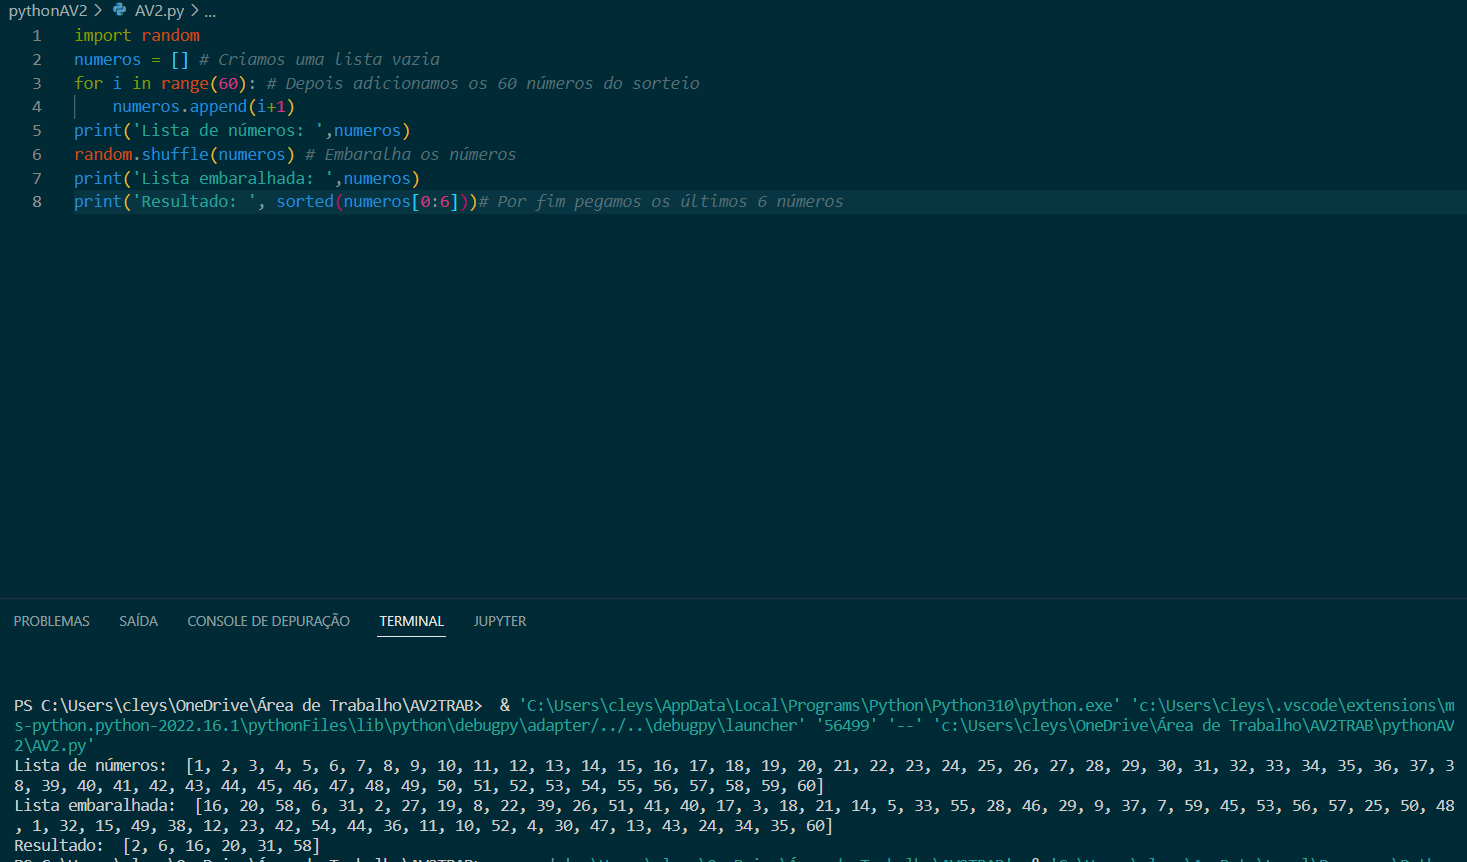 pythonAV2 > AV2.py > ...
1 import random
2 numeros = [] # Criamos uma lista vazia
3 for i in range(60): # Depois adicionamos os 60 números do sorteio
4     numeros.append(i+1)
5 print('Lista de números: ',numeros)
6 random.shuffle(numeros) # Embaralha os números
7 print('Lista embaralhada: ',numeros)
8 print('Resultado: ', sorted(numeros[0:6]))# Por fim pegamos os últimos 6 números
PROBLEMAS SAÍDA CONSOLE DE DEPURAÇÃO TERMINAL JUPYTER
PS C:\Users\cleys\OneDrive\Área de Trabalho\AV2TRAB>  & 'C:\Users\cleys\AppData\Local\Programs\Python\Python310\python.exe' 'c:\Users\cleys\.vscode\extensions\m
s-python.python-2022.16.1\pythonFiles\lib\python\debugpy\adapter/../..\debugpy\launcher' '56499' '--' 'c:\Users\cleys\OneDrive\Área de Trabalho\AV2TRAB\pythonAV
2\AV2.py'
Lista de números:  [1, 2, 3, 4, 5, 6, 7, 8, 9, 10, 11, 12, 13, 14, 15, 16, 17, 18, 19, 20, 21, 22, 23, 24, 25, 26, 27, 28, 29, 30, 31, 32, 33, 34, 35, 36, 37, 3
8, 39, 40, 41, 42, 43, 44, 45, 46, 47, 48, 49, 50, 51, 52, 53, 54, 55, 56, 57, 58, 59, 60]
Lista embaralhada:  [16, 20, 58, 6, 31, 2, 27, 19, 8, 22, 39, 26, 51, 41, 40, 17, 3, 18, 21, 14, 5, 33, 55, 28, 46, 29, 9, 37, 7, 59, 45, 53, 56, 57, 25, 50, 48
, 1, 32, 15, 49, 38, 12, 23, 42, 54, 44, 36, 11, 10, 52, 4, 30, 47, 13, 43, 24, 34, 35, 60]
Resultado:  [2, 6, 16, 20, 31, 58]